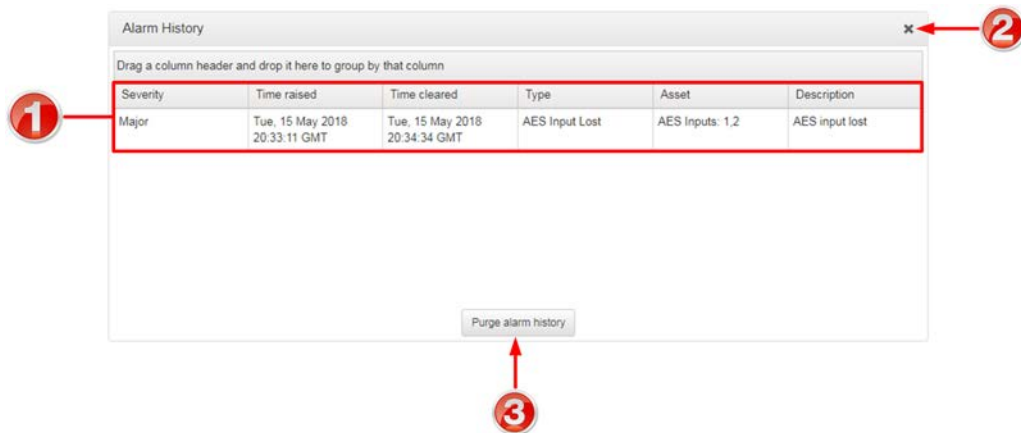 Alarm History
2
Drag a column header and drop it here to group by that column
Severity Time raised Time cleared Type Asset Description
1
Major Tue, 15 May 2018 Tue, 15 May 2018 AES Input Lost AES Inputs: 1,2 AES input lost
20:33:11 GMT 20:34:34 GMT
Purge alarm history
3